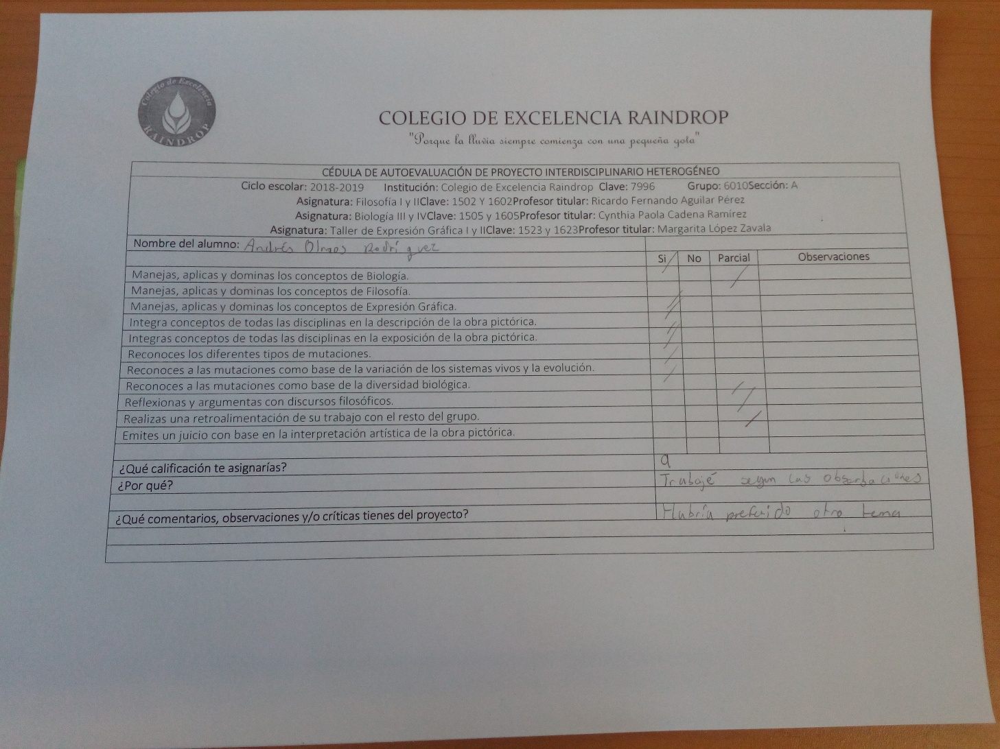 Colegio de Excelencia
RAINDROP
COLEGIO DE EXCELENCIA RAINDROP
"Porque la lluvia siempre comienza con una pequeña gota"
CÉDULA DE AUTOEVALUACIÓN DE PROYECTO INTERDISCIPLINARIO HETEROGÉNEO
Ciclo escolar: 2018-2019 Institución: Colegio de Excelencia Raindrop Clave: 7996 Grupo: 6010Sección: A
Asignatura: Filosofía I y IIClave: 1502 Y 1602Profesor titular: Ricardo Fernando Aguilar Pérez
Asignatura: Biología III y IVClave: 1505 y 1605Profesor titular: Cynthia Paola Cadena Ramírez
Asignatura: Taller de Expresión Gráfica I y IIClave: 1523 y 1623Profesor titular: Margarita López Zavala
Nombre del alumno: Andrés Olmos Rodríguez
Si No Parcial Observaciones
Manejas, aplicas y dominas los conceptos de Biología.
Manejas, aplicas y dominas los conceptos de Filosofía.
Manejas, aplicas y dominas los conceptos de Expresión Gráfica.
Integra conceptos de todas las disciplinas en la descripción de la obra pictórica.
Integras conceptos de todas las disciplinas en la exposición de la obra pictórica.
Reconoces los diferentes tipos de mutaciones.
Reconoces a las mutaciones como base de la variación de los sistemas vivos y la evolución.
Reconoces a las mutaciones como base de la diversidad biológica.
Reflexionas y argumentas con discursos filosóficos.
Realizas una retroalimentación de su trabajo con el resto del grupo.
Emites un juicio con base en la interpretación artística de la obra pictórica.
¿Qué calificación te asignarías? 9
¿Por qué? Trabajé segun las obserbaciones
¿Qué comentarios, observaciones y/o críticas tienes del proyecto? Hubría preferido otro tema